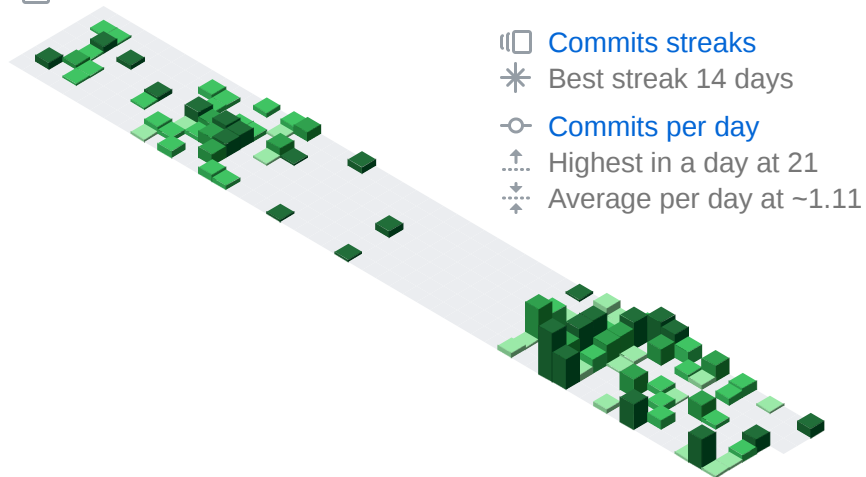 Commits streaks
Best streak 14 days
Commits per day
Highest in a day at 21
Average per day at ~1.11